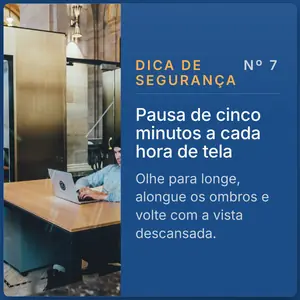 DICA DE Nº 7
SEGURANÇA
Pausa de cinco
minutos a cada
hora de tela
Olhe para longe,
alongue os ombros e
volte com a vista
descansada.